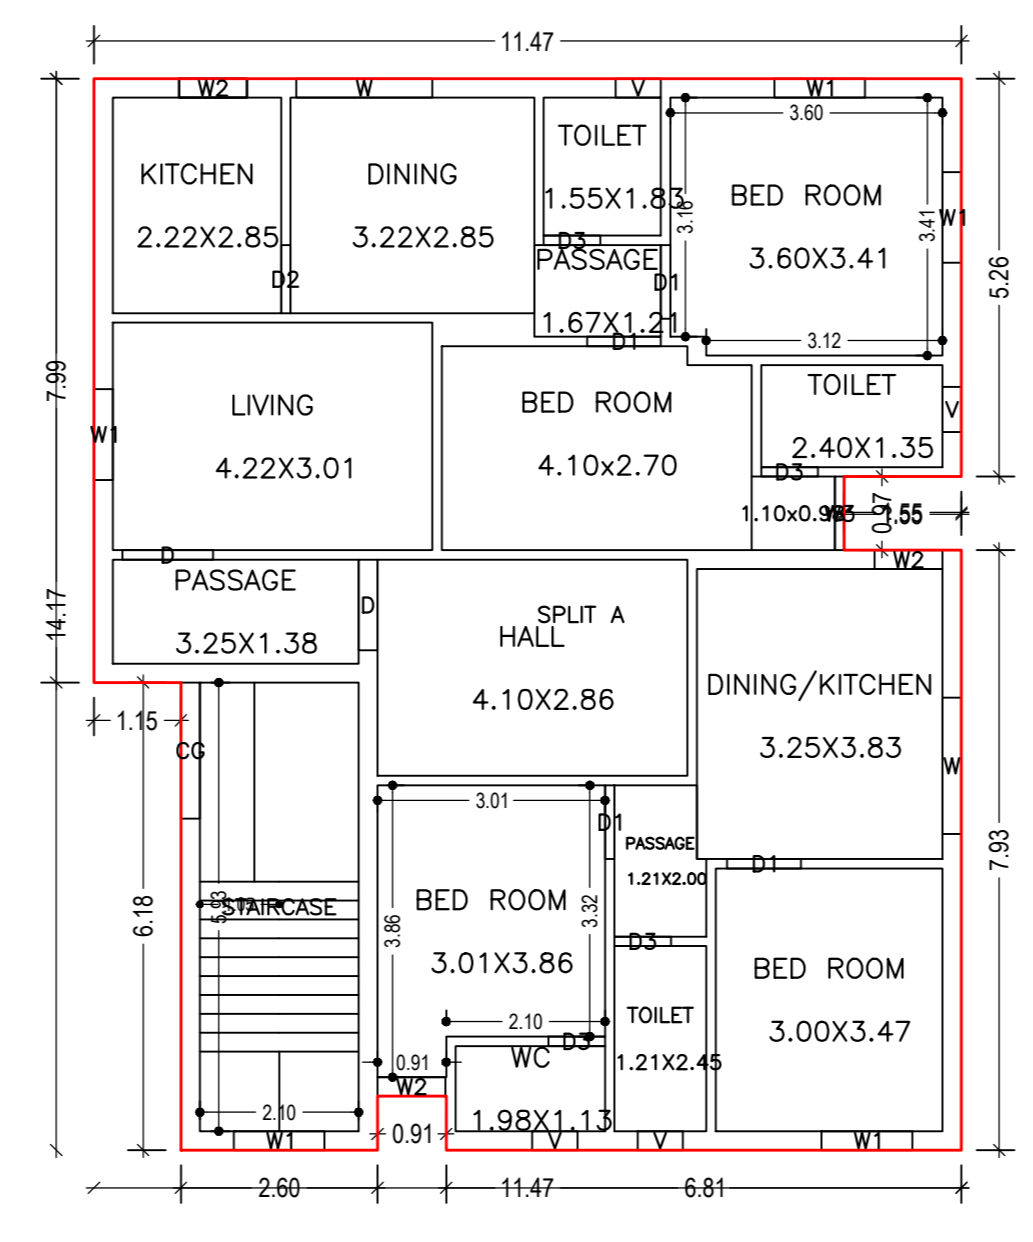 11.47
W2
W
V
W1
3.60
TOILET
KITCHEN
DINING
BED ROOM
1.55X1.83
3.16
3.41
W1
2.22X2.85
3.22X2.85
D3
PASSAGE
3.60X3.41
5.26
D2
D1
1.67X1.21
D1
3.12
7.99
TOILET
LIVING
BED ROOM
V
W1
2.40X1.35
4.22X3.01
4.10x2.70
D3
1.10x0.98
0.97
1.55
D
W2
PASSAGE
D
14.17
SPLIT A
HALL
3.25X1.38
DINING/KITCHEN
4.10X2.86
1.15
CG
3.25X3.83
W
3.01
D1
PASSAGE
7.93
D1
1.21X2.00
BED ROOM
STAIRCASE
5.93
6.18
3.86
3.32
D3
3.01X3.86
BED ROOM
2.10
TOILET
3.00X3.47
D3
WC
0.91
1.21X2.45
W2
2.10
1.98X1.13
W1
0.91
V
V
W1
2.60
11.47
6.81